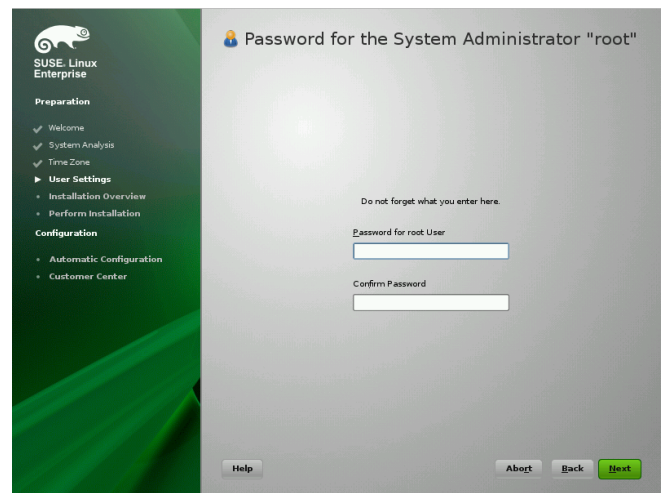 SUSE. Linux
Enterprise
Preparation
Welcome
System Analysis
Time Zone
User Settings
Installation Overview
Perform Installation
Configuration
Automatic Configuration
Customer Center
Password for the System Administrator "root"
Do not forget what you enter here.
Password for root User
Confirm Password
Help
Abort
Back
Next